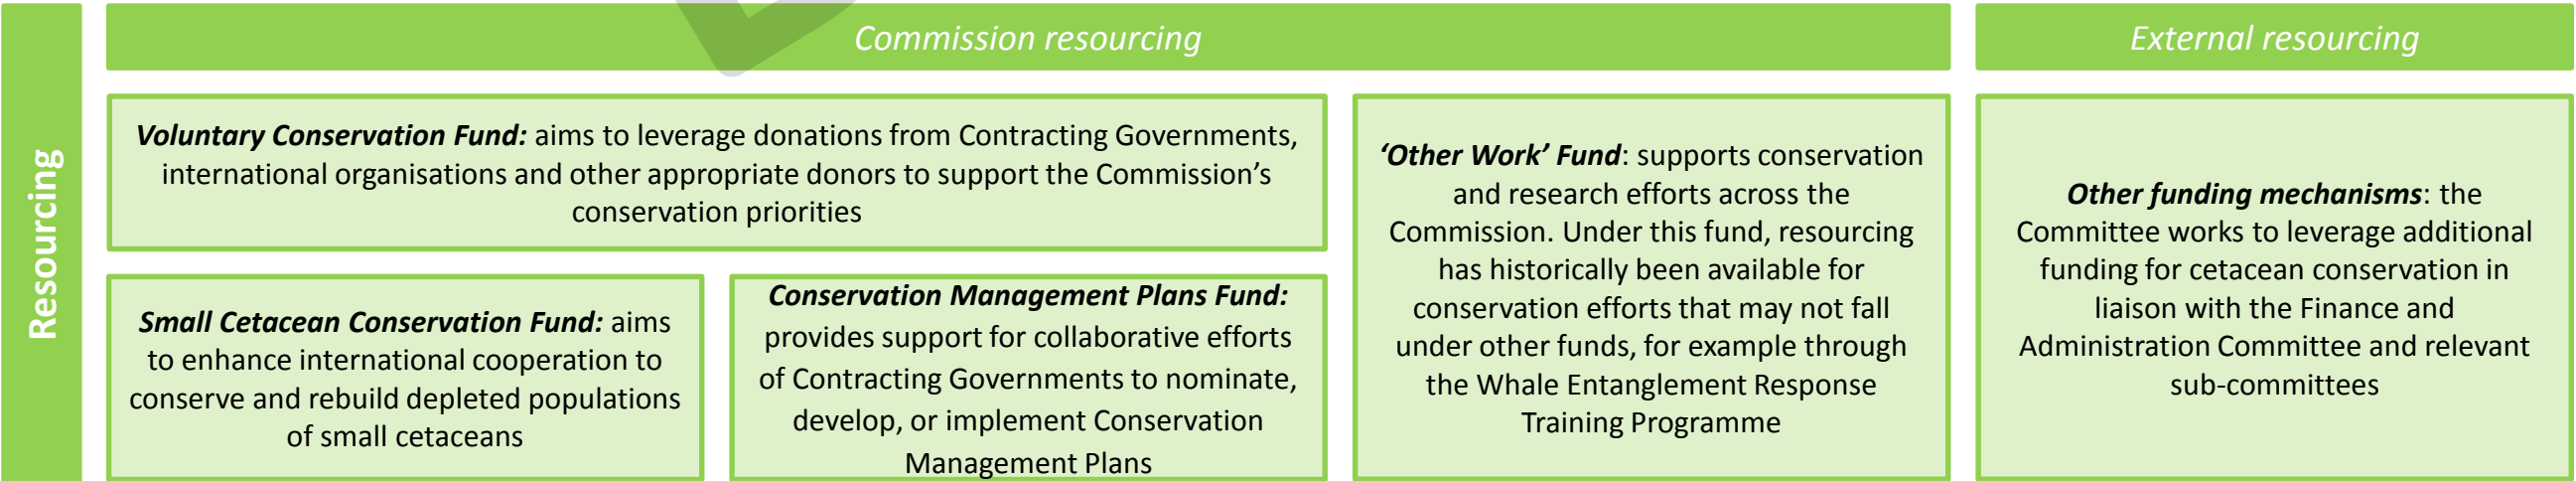 Resourcing
Commission resourcing
External resourcing
Voluntary Conservation Fund: aims to leverage donations from Contracting Governments,
international organisations and other appropriate donors to support the Commission’s
conservation priorities
Small Cetacean Conservation Fund: aims
to enhance international cooperation to
conserve and rebuild depleted populations
of small cetaceans
Conservation Management Plans Fund:
provides support for collaborative efforts
of Contracting Governments to nominate,
develop, or implement Conservation
Management Plans
‘Other Work’ Fund: supports conservation
and research efforts across the
Commission. Under this fund, resourcing
has historically been available for
conservation efforts that may not fall
under other funds, for example through
the Whale Entanglement Response
Training Programme
Other funding mechanisms: the
Committee works to leverage additional
funding for cetacean conservation in
liaison with the Finance and
Administration Committee and relevant
sub-committees